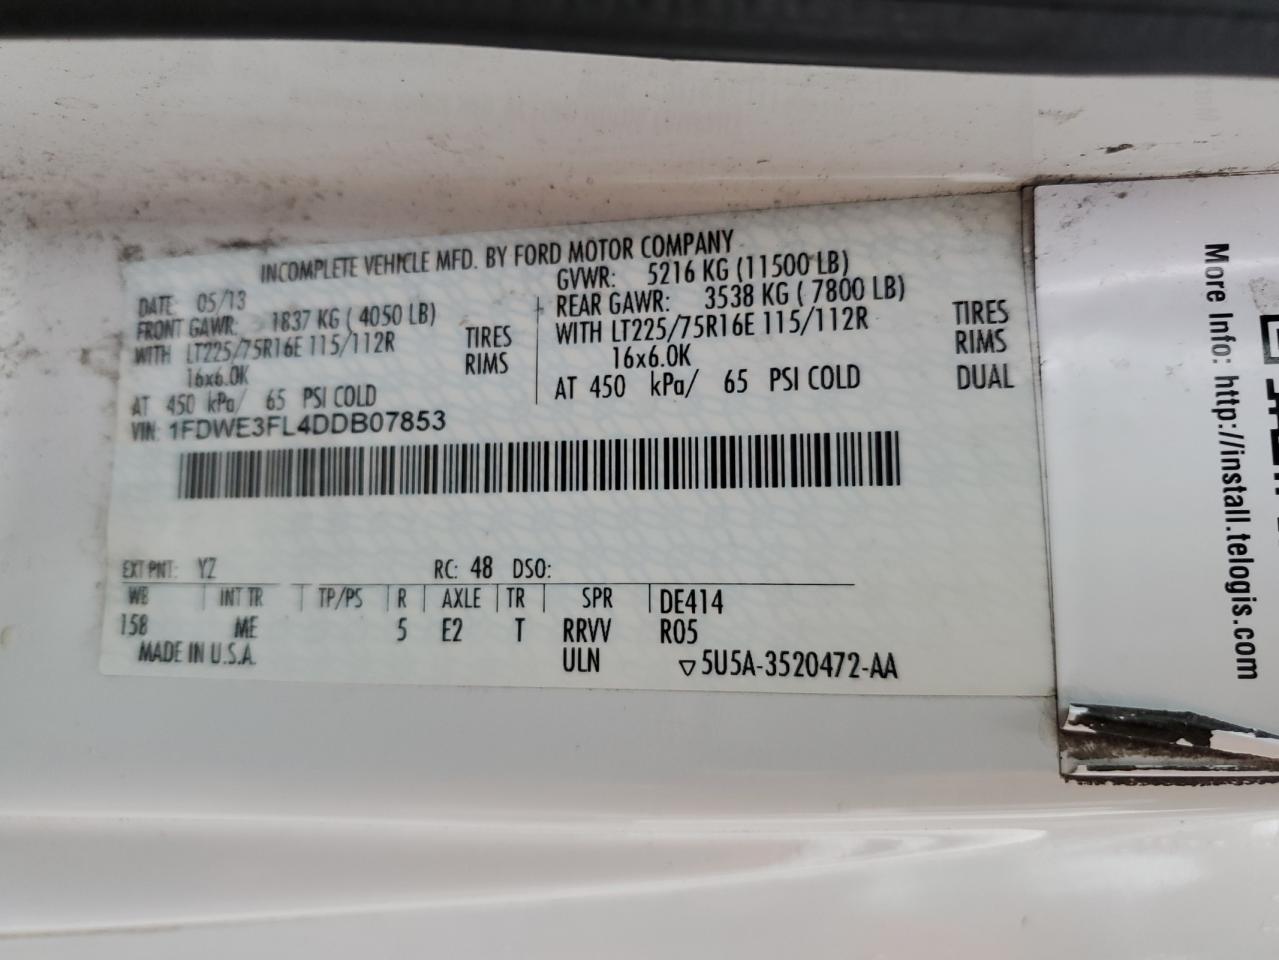 INCOMPLETE VEHICLE MFD. BY FORD MOTOR COMPANY
DATE: 05/13
GVWR: 5216 KG (11500 LB)
FRONT GAWR: 1837 KG ( 4050 LB)
REAR GAWR: 3538 KG ( 7800 LB)
WITH LT225/75R16E 115/112R TIRES
WITH LT225/75R16E 115/112R TIRES
16x6.0K RIMS
16x6.0K RIMS
AT 450 kPa/ 65 PSI COLD
AT 450 kPa/ 65 PSI COLD DUAL
VIN: 1FDWE3FL4DDB07853
EXT PNT: YZ RC: 48 DSO:
WB INT TR TP/PS R AXLE TR SPR DE414
158 ME 5 E2 T RRVV R05
MADE IN U.S.A. ULN ▽5U5A-3520472-AA
More Info: http://install.telogis.com